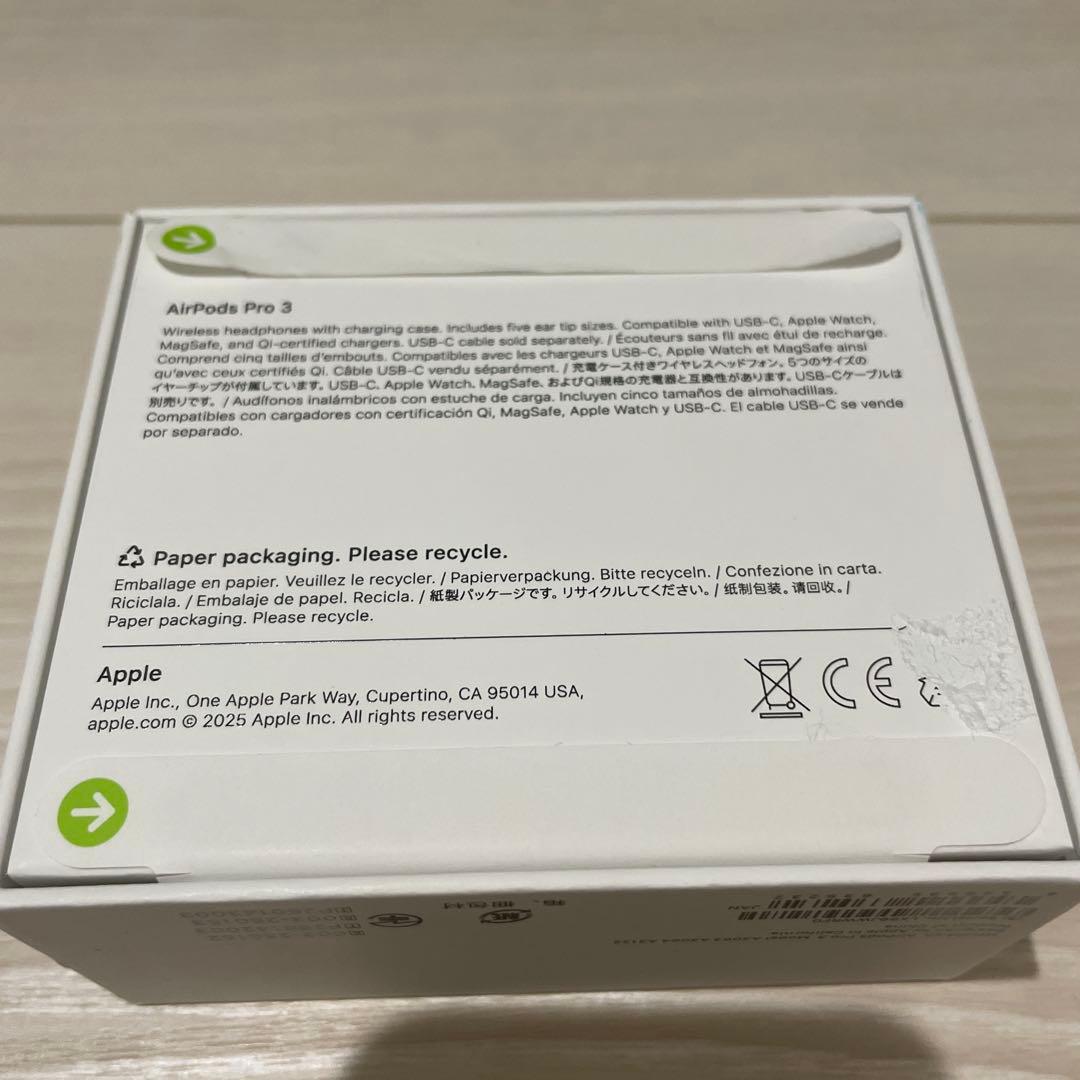 AirPods Pro 3
Wireless headphones with charging case. Includes five ear tip sizes. Compatible with USB-C, Apple Watch,
MagSafe, and Qi-certified chargers. USB-C cable sold separately. / Écouteurs sans fil avec étui de recharge.
Comprend cinq tailles d'embouts. Compatibles avec les chargeurs USB-C, Apple Watch et MagSafe ainsi
qu'avec ceux certifiés Qi. Câble USB-C vendu séparément. / 充電ケース付きワイヤレスヘッドフォン。5つのサイズの
イヤーチップが付属しています。USB-C、Apple Watch、MagSafe、およびQi規格の充電器と互換性があります。USB-Cケーブルは
別売りです。 / Audífonos inalámbricos con estuche de carga. Incluyen cinco tamaños de almohadillas.
Compatibles con cargadores con certificación Qi, MagSafe, Apple Watch y USB-C. El cable USB-C se vende
por separado.
Paper packaging. Please recycle.
Emballage en papier. Veuillez le recycler. / Papierverpackung. Bitte recyceln. / Confezione in carta.
Riciclala. / Embalaje de papel. Recicla. / 紙製パッケージです。リサイクルしてください。/ 纸制包装。请回收。/
Paper packaging. Please recycle.
Apple
Apple Inc., One Apple Park Way, Cupertino, CA 95014 USA,
apple.com © 2025 Apple Inc. All rights reserved.
CE
箱、梱包材
紙
JAN